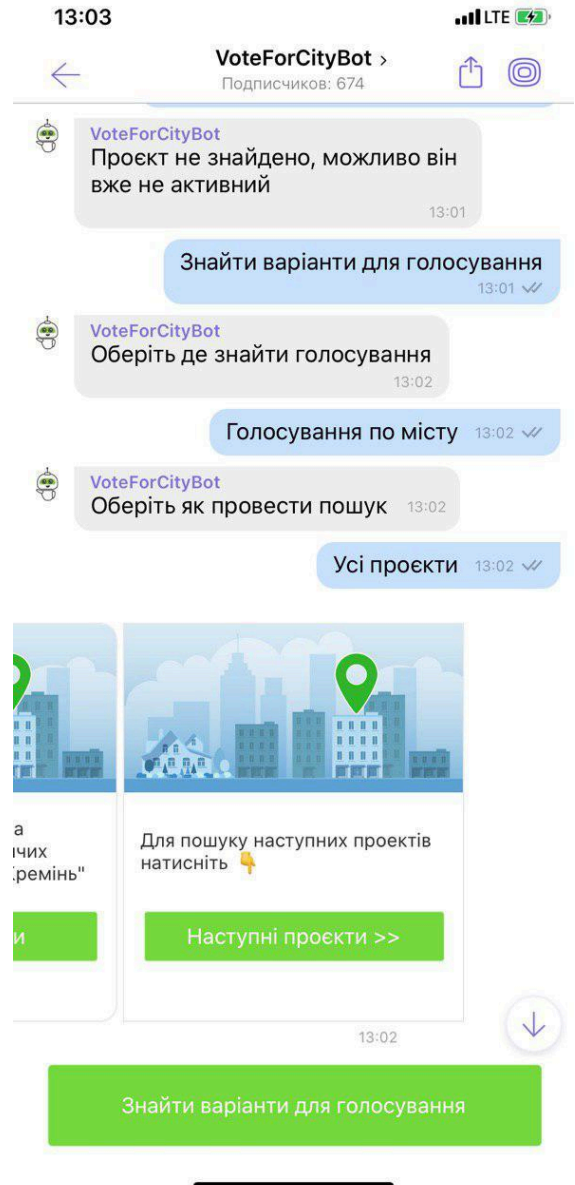 13:03
LTE
VoteForCityBot >
Подписчиков: 674
VoteForCityBot
Проєкт не знайдено, можливо він
вже не активний
13:01
Знайти варіанти для голосування
13:01
VoteForCityBot
Оберіть де знайти голосування
13:02
Голосування по місту 13:02
VoteForCityBot
Оберіть як провести пошук 13:02
Усі проєкти 13:02
а
чих
"Кремінь"
и
Для пошуку наступних проектів
натисніть 👇
Наступні проєкти >>
13:02
Знайти варіанти для голосування